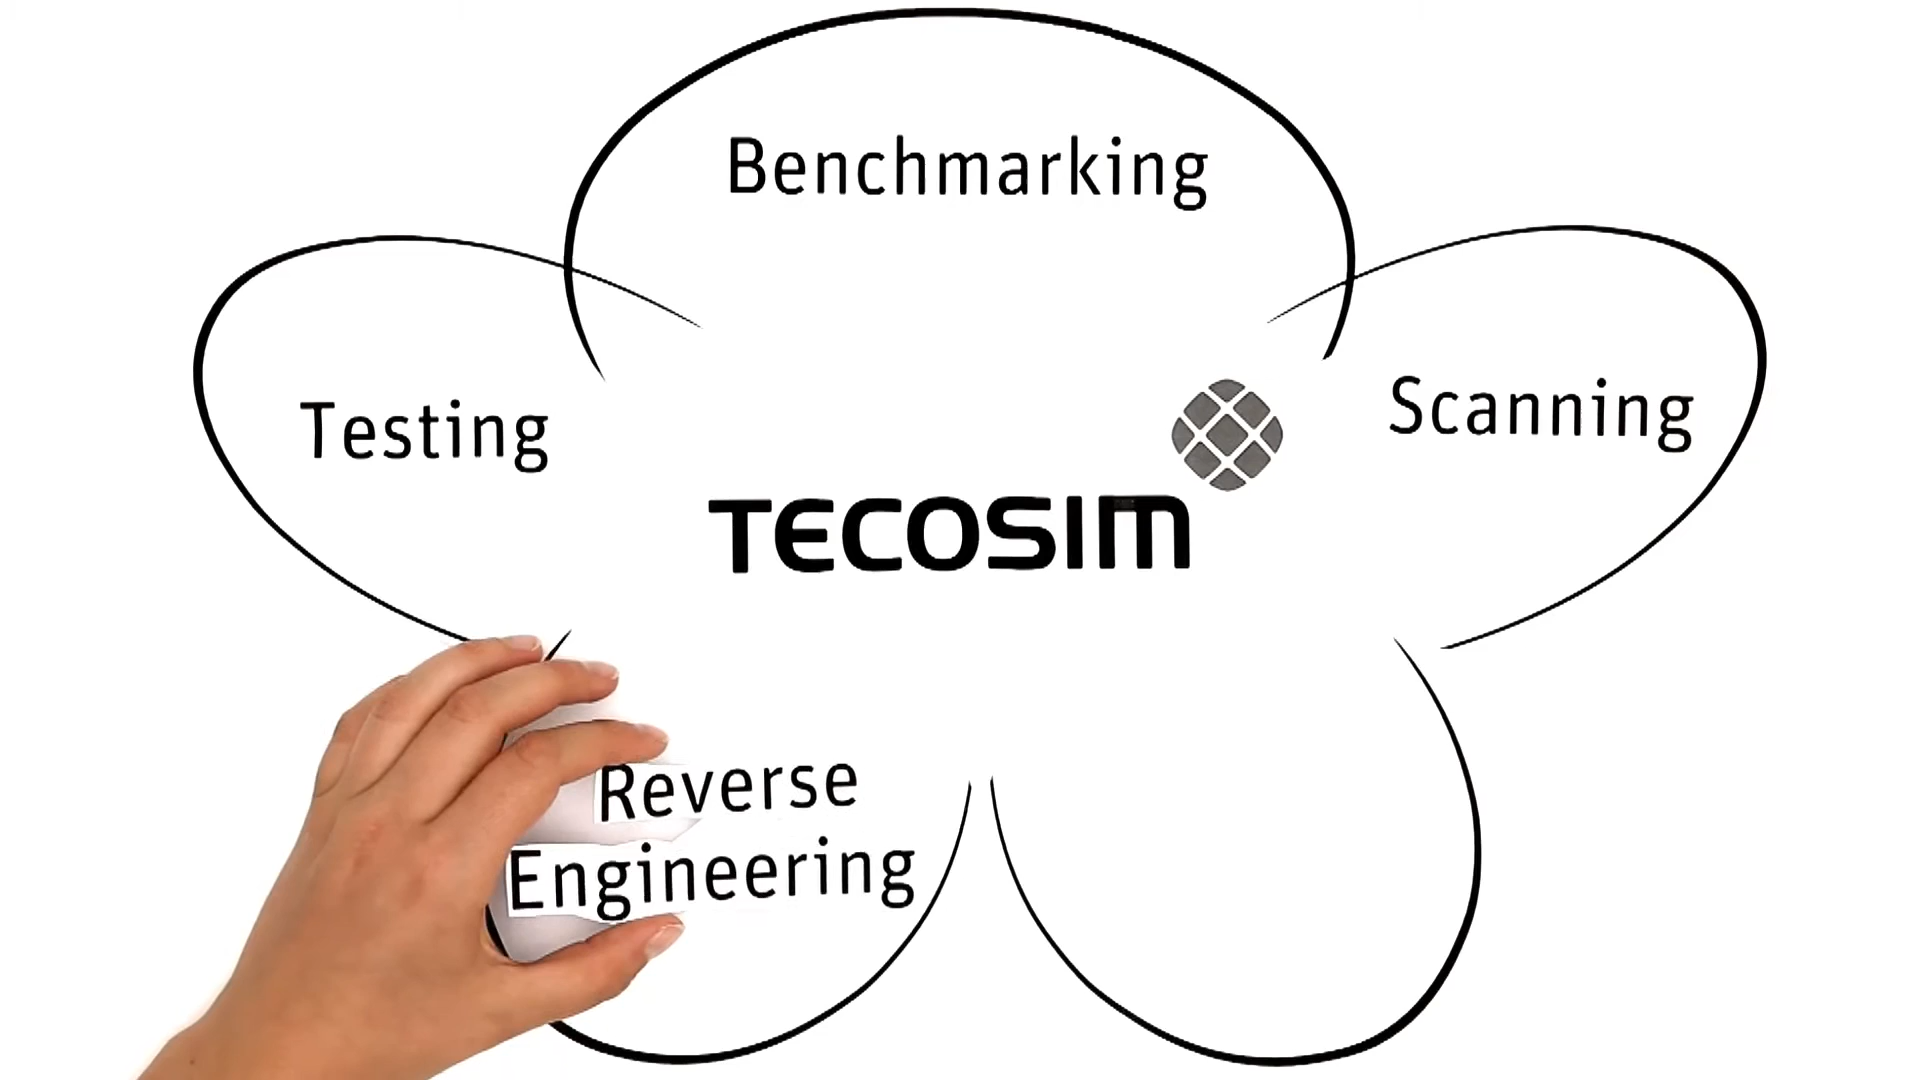 Benchmarking
Testing
Scanning
TECOSIM
Reverse
Engineering